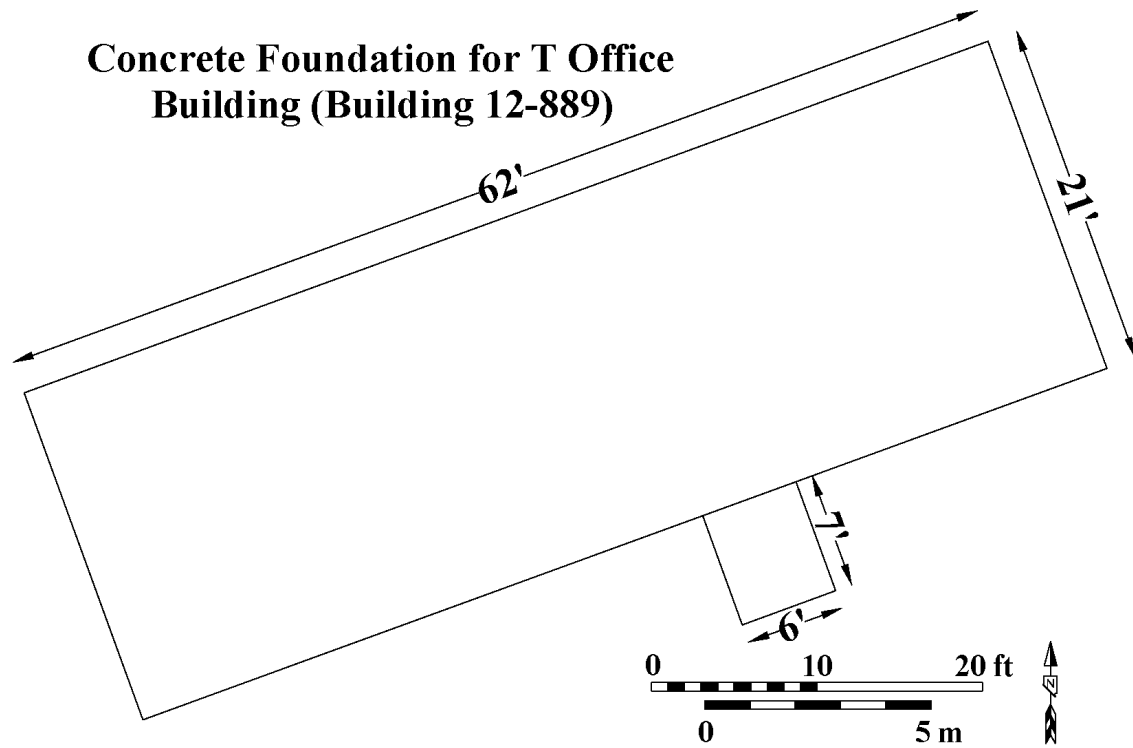 Concrete Foundation for T Office
Building (Building 12-889)
62'
21'
7'
6'
0 10 20 ft
0 5 m
N